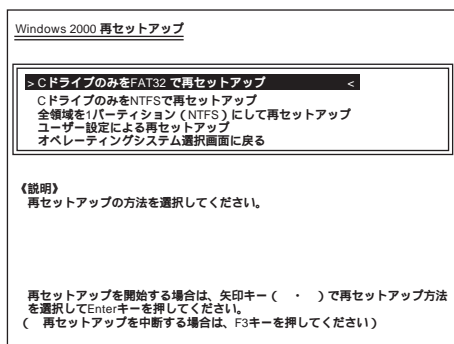 Windows 2000 再セットアップ
> CドライブのみをFAT32 で再セットアップ <
CドライブのみをNTFSで再セットアップ
全領域を1パーティション ( NTFS ) にして再セットアップ
ユーザー設定による再セットアップ
オペレーティングシステム選択画面に戻る
《説明》
再セットアップの方法を選択してください。
再セットアップを開始する場合は、矢印キー ( ・ ) で再セットアップ方法
を選択してEnterキーを押してください。
( 再セットアップを中断する場合は、F3キーを押してください )